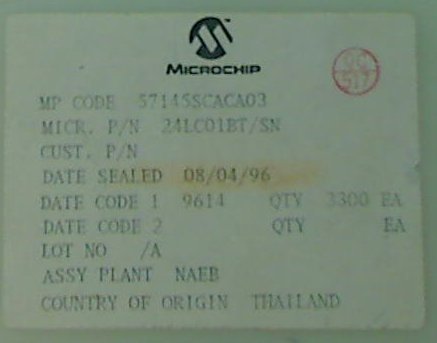 MICROCHIP
MP CODE 57145SCACA03
MICR. P/N 24LC01BT/SN
CUST. P/N
DATE SEALED 08/04/96
DATE CODE 1 9614 QTY 3300 EA
DATE CODE 2 QTY EA
LOT NO /A
ASSY PLANT NAEB
COUNTRY OF ORIGIN THAILAND